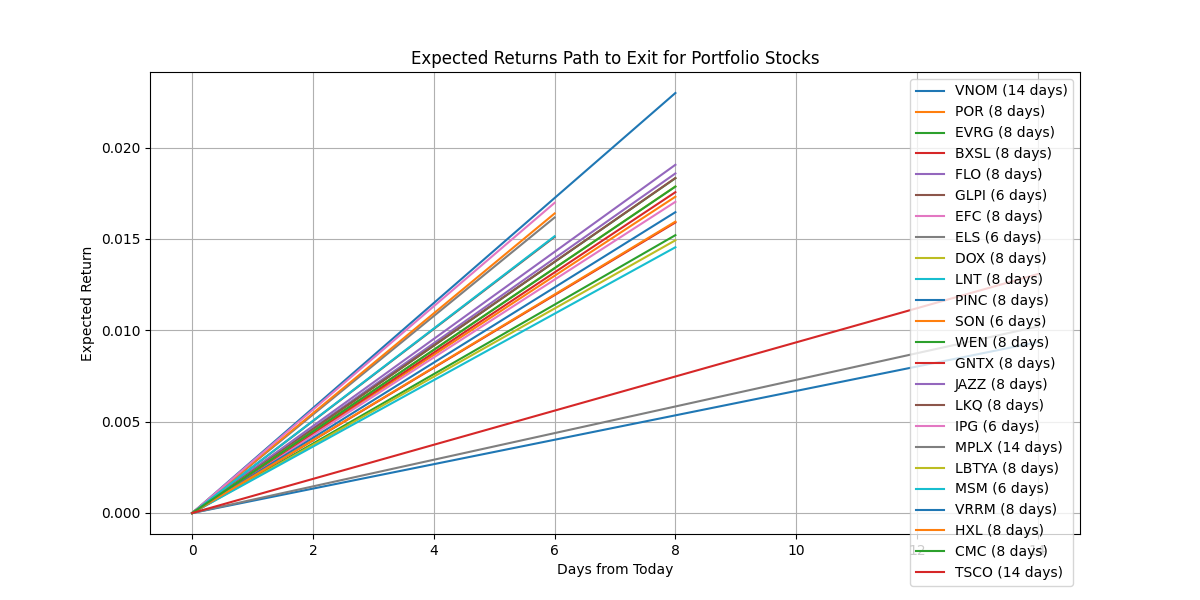 Expected Returns Path to Exit for Portfolio Stocks
Expected Return
0.020
0.015
0.010
0.005
0.000
0 2 4 6 8 10 12
Days from Today
VNOM (14 days)
POR (8 days)
EVRG (8 days)
BXSL (8 days)
FLO (8 days)
GLPI (6 days)
EFC (8 days)
ELS (6 days)
DOX (8 days)
LNT (8 days)
PINC (8 days)
SON (6 days)
WEN (8 days)
GNTX (8 days)
JAZZ (8 days)
LKQ (8 days)
IPG (6 days)
MPLX (14 days)
LBTYA (8 days)
MSM (6 days)
VRRM (8 days)
HXL (8 days)
CMC (8 days)
TSCO (14 days)